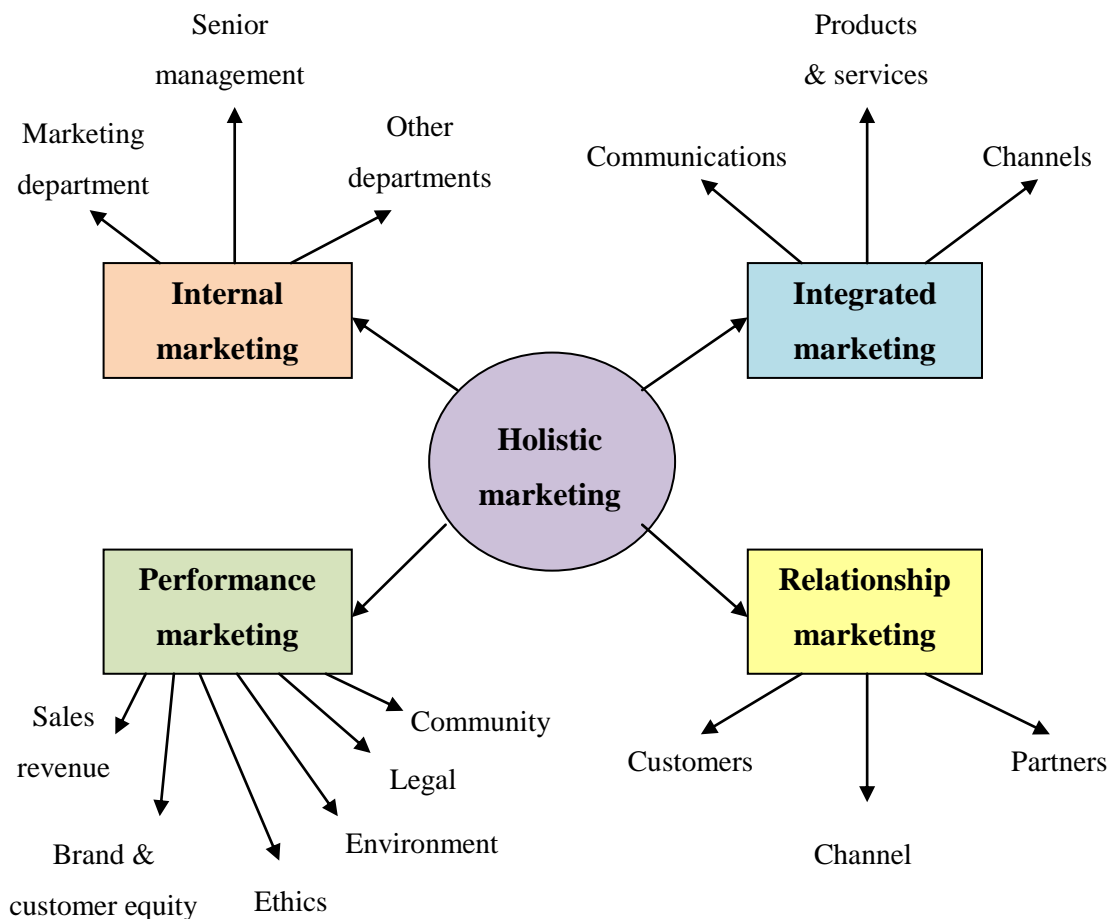 Senior
management
Marketing
department
Other
departments
Internal
marketing
Products
& services
Communications
Channels
Integrated
marketing
Holistic
marketing
Performance
marketing
Sales
revenue
Brand &
customer equity
Ethics
Environment
Legal
Community
Relationship
marketing
Customers
Channel
Partners